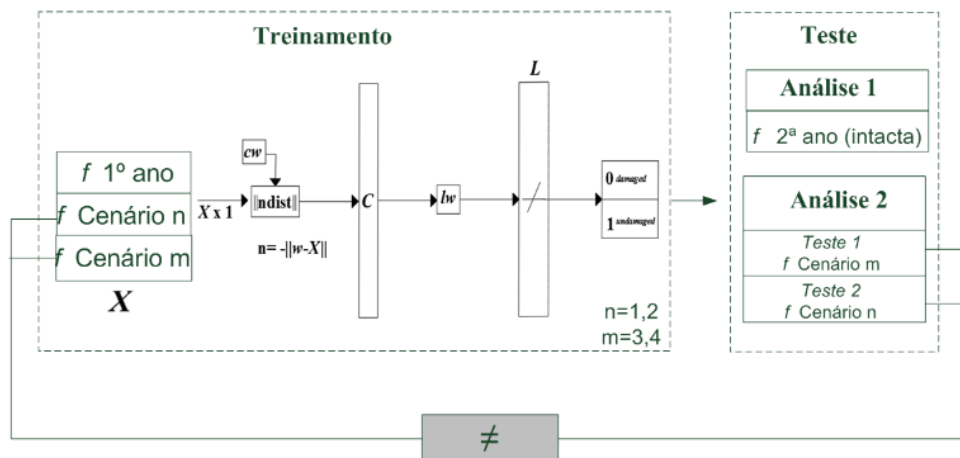 Treinamento
f 1º ano
f Cenário n
f Cenário m
X
X x 1
cw
||ndist||
n= -||w-X||
C
lw
L
0 damaged
1 undamaged
n=1,2
m=3,4
Teste
Análise 1
f 2ª ano (intacta)
Análise 2
Teste 1
f Cenário m
Teste 2
f Cenário n
≠